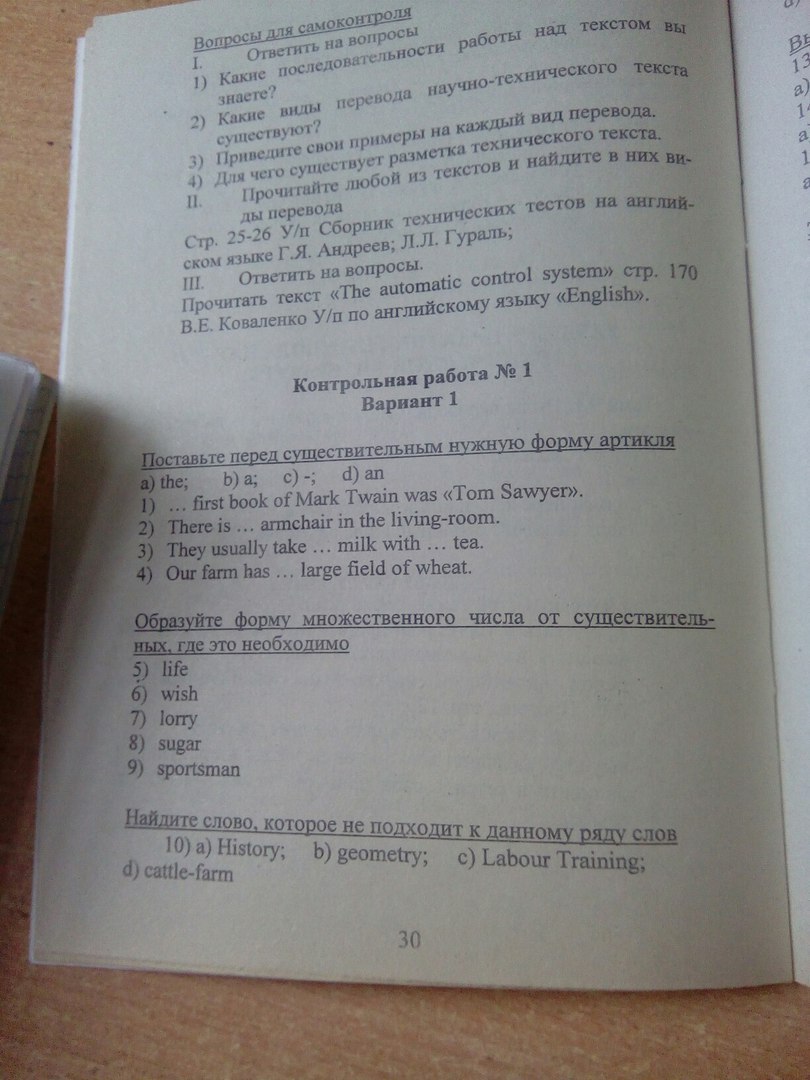 Вопросы для самоконтроля
I. Ответить на вопросы
1) Какие последовательности работы над текстом вы
знаете?
2) Какие виды перевода научно-технического текста
существуют?
3) Приведите свои примеры на каждый вид перевода.
4) Для чего существует разметка технического текста.
II. Прочитайте любой из текстов и найдите в них ви-
ды перевода
Стр. 25-26 У/п Сборник технических тестов на англий-
ском языке Г.Я. Андреев; Л.Л. Гураль;
III. Ответить на вопросы.
Прочитать текст «The automatic control system» стр. 170
В.Е. Коваленко У/п по английскому языку «English».
Контрольная работа № 1
Вариант 1
Поставьте перед существительным нужную форму артикля
a) the; b) a; c) -; d) an
1) … first book of Mark Twain was «Tom Sawyer».
2) There is … armchair in the living-room.
3) They usually take … milk with … tea.
4) Our farm has … large field of wheat.
Образуйте форму множественного числа от существитель-
ных, где это необходимо
5) life
6) wish
7) lorry
8) sugar
9) sportsman
Найдите слово, которое не подходит к данному ряду слов
10) a) History; b) geometry; c) Labour Training;
d) cattle-farm
30